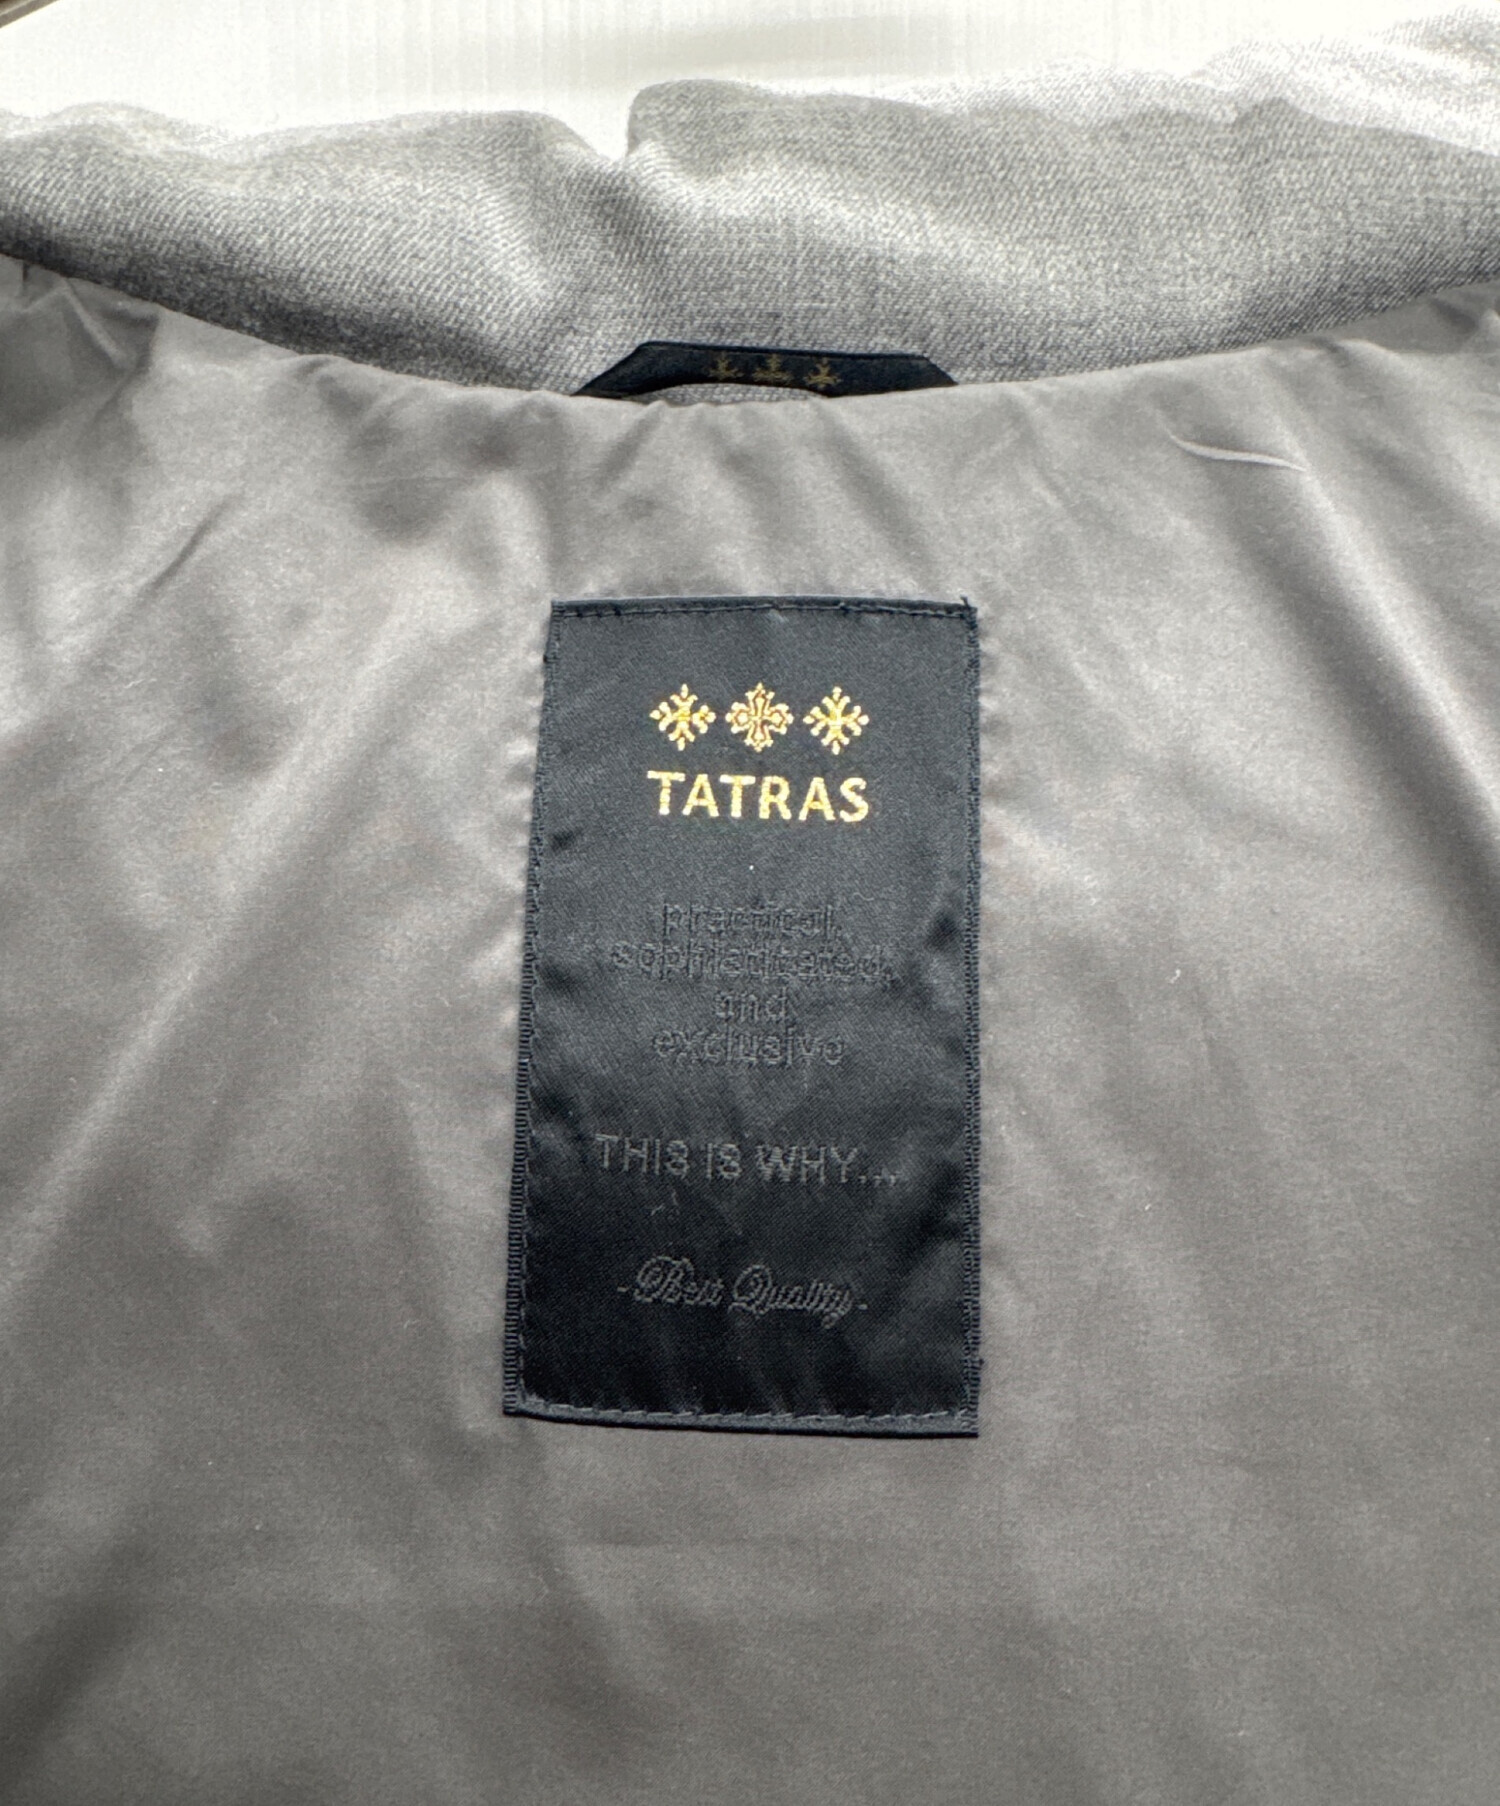 TATRAS
practical,
sophisticated,
and
exclusive
THIS IS WHY...
-Best Quality-